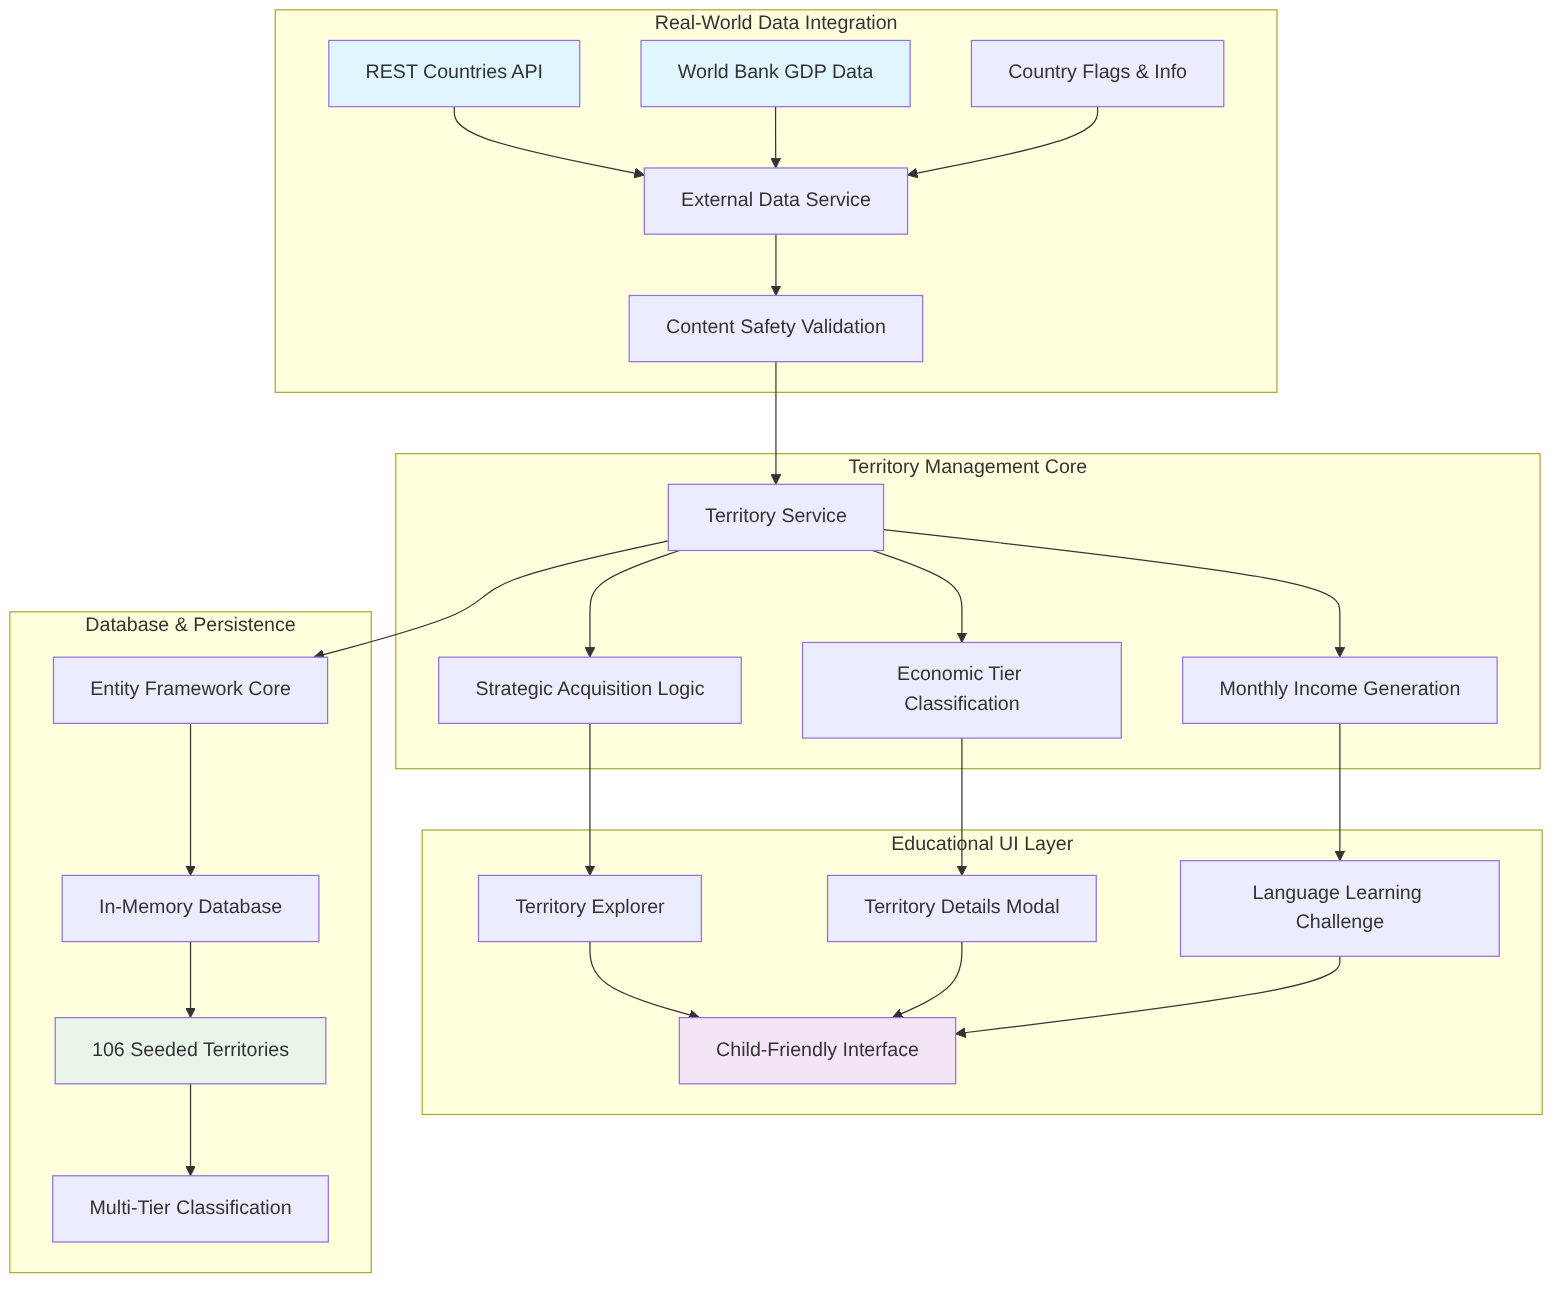 Real-World Data Integration
REST Countries API
World Bank GDP Data
Country Flags & Info
External Data Service
Content Safety Validation
Territory Management Core
Territory Service
Database & Persistence
Entity Framework Core
Strategic Acquisition Logic
Economic Tier
Classification
Monthly Income Generation
Educational UI Layer
In-Memory Database
Territory Explorer
Territory Details Modal
Language Learning
Challenge
106 Seeded Territories
Child-Friendly Interface
Multi-Tier Classification